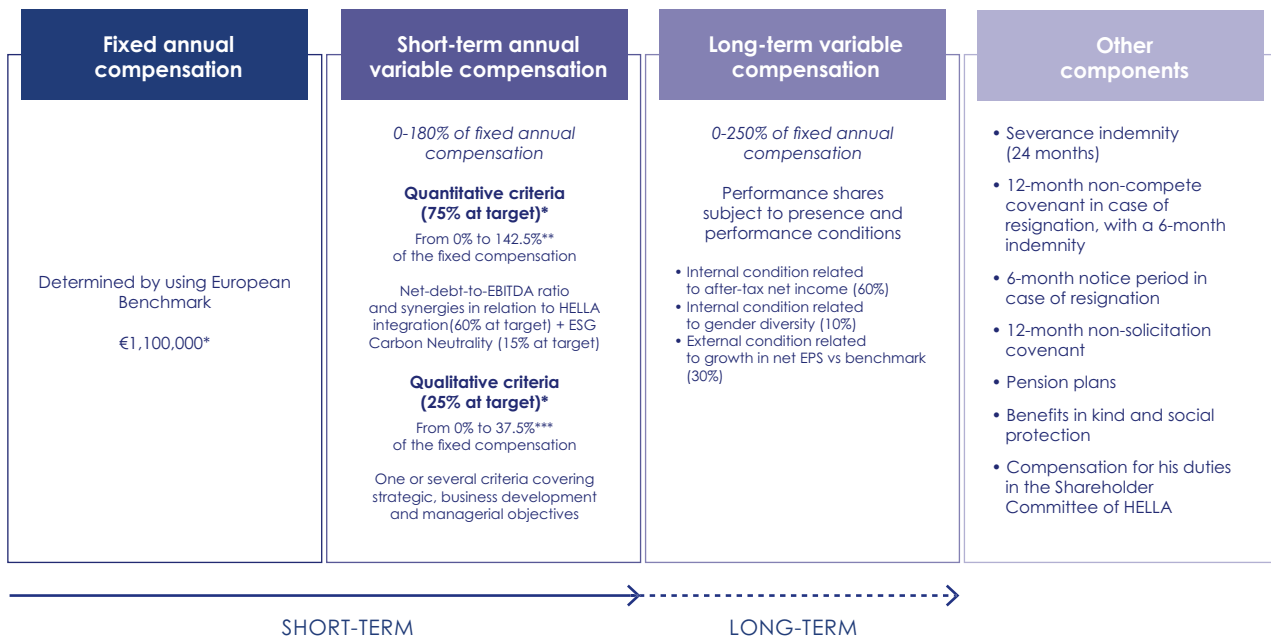 Fixed annual
compensation
Determined by using European
Benchmark
€1,100,000*
Short-term annual
variable compensation
0-180% of fixed annual
compensation
Quantitative criteria
(75% at target)*
From 0% to 142.5%**
of the fixed compensation
Net-debt-to-EBITDA ratio
and synergies in relation to HELLA
integration(60% at target) + ESG
Carbon Neutrality (15% at target)
Qualitative criteria
(25% at target)*
From 0% to 37.5%***
of the fixed compensation
One or several criteria covering
strategic, business development
and managerial objectives
Long-term variable
compensation
0-250% of fixed annual
compensation
Performance shares
subject to presence and
performance conditions
• Internal condition related
to after-tax net income (60%)
• Internal condition related
to gender diversity (10%)
• External condition related
to growth in net EPS vs benchmark
(30%)
Other
components
• Severance indemnity
(24 months)
• 12-month non-compete
covenant in case of
resignation, with a 6-month
indemnity
• 6-month notice period in
case of resignation
• 12-month non-solicitation
covenant
• Pension plans
• Benefits in kind and social
protection
• Compensation for his duties
in the Shareholder
Committee of HELLA
SHORT-TERM
LONG-TERM